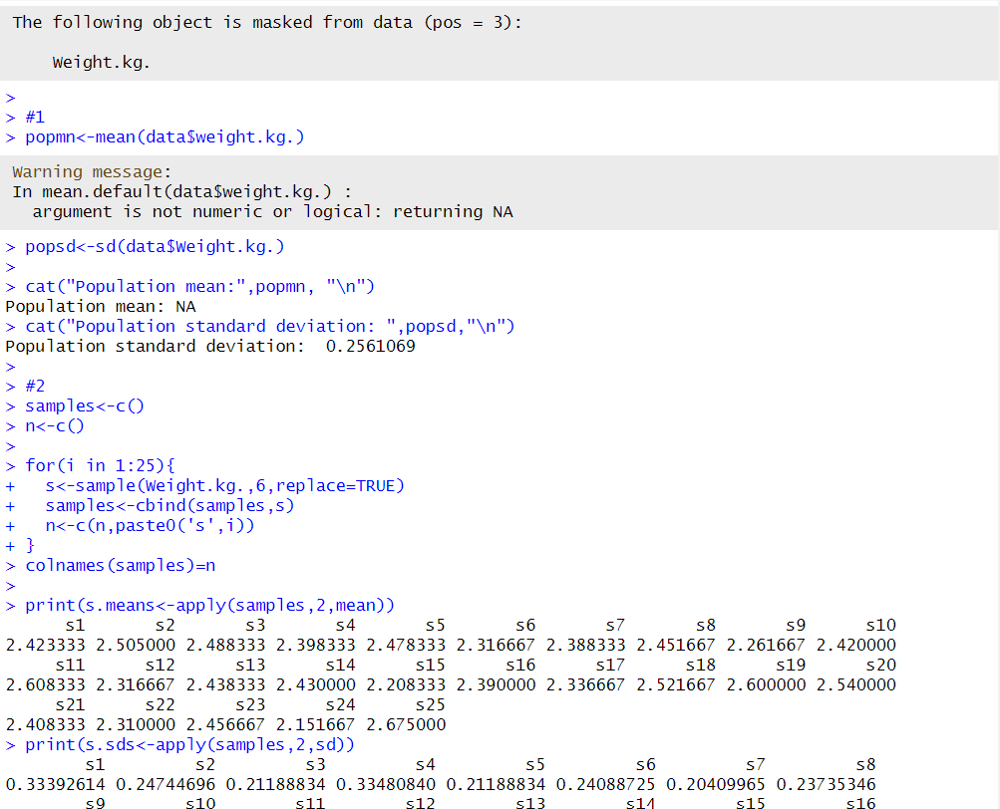 The following object is masked from data (pos = 3):
Weight.kg.
>
> #1
> popmn<-mean(data$weight.kg.)
Warning message:
In mean.default(data$weight.kg.) :
argument is not numeric or logical: returning NA
> popsd<-sd(data$Weight.kg.)
>
> cat("Population mean:",popmn, "\n")
Population mean: NA
> cat("Population standard deviation: ",popsd,"\n")
Population standard deviation:  0.2561069
>
> #2
> samples<-c()
> n<-c()
>
> for(i in 1:25){
+   s<-sample(Weight.kg.,6,replace=TRUE)
+   samples<-cbind(samples,s)
+   n<-c(n,paste0('s',i))
+ }
> colnames(samples)=n
>
> print(s.means<-apply(samples,2,mean))
s1 s2 s3 s4 s5 s6 s7 s8 s9 s10
2.423333 2.505000 2.488333 2.398333 2.478333 2.316667 2.388333 2.451667 2.261667 2.420000
s11 s12 s13 s14 s15 s16 s17 s18 s19 s20
2.608333 2.316667 2.438333 2.430000 2.208333 2.390000 2.336667 2.521667 2.600000 2.540000
s21 s22 s23 s24 s25
2.408333 2.310000 2.456667 2.151667 2.675000
> print(s.sds<-apply(samples,2,sd))
s1 s2 s3 s4 s5 s6 s7 s8
0.33392614 0.24744696 0.21188834 0.33480840 0.21188834 0.24088725 0.20409965 0.23735346
s9 s10 s11 s12 s13 s14 s15 s16